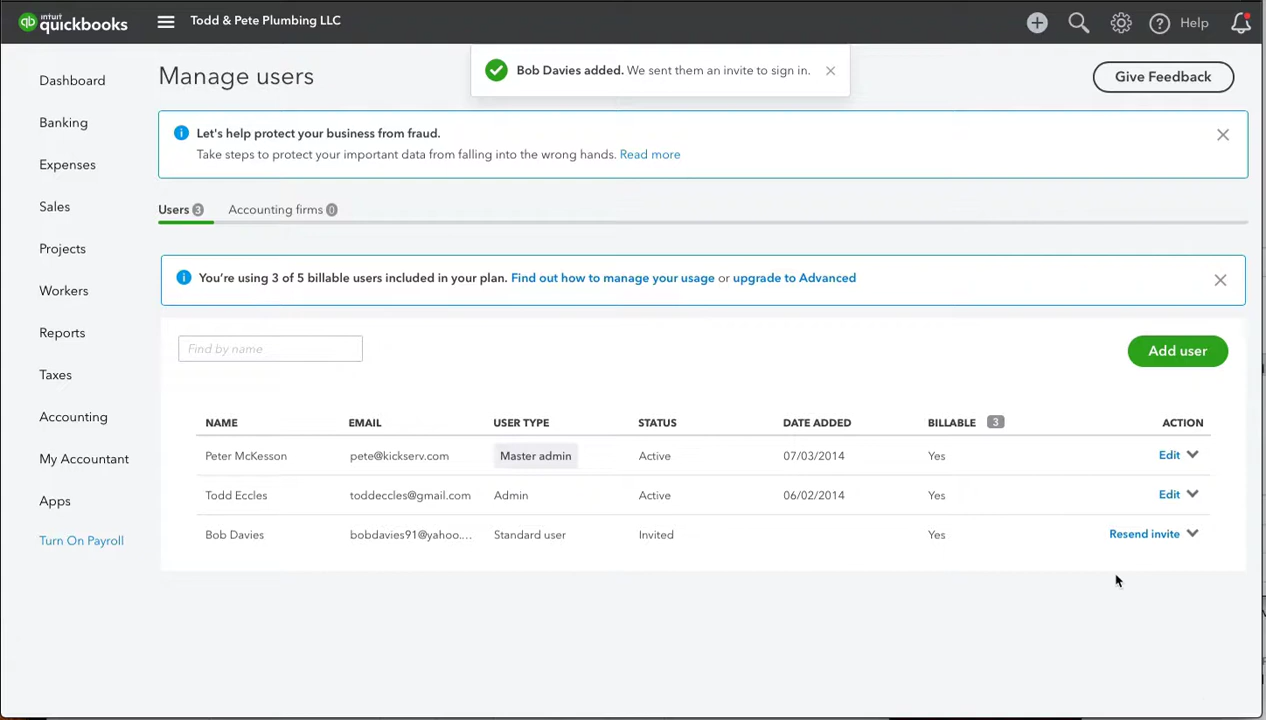 intuit quickbooks
Todd & Pete Plumbing LLC
Help
Bob Davies added. We sent them an invite to sign in.
Manage users
Give Feedback
Dashboard
Banking
Expenses
Sales
Projects
Workers
Reports
Taxes
Accounting
My Accountant
Apps
Turn On Payroll
Let's help protect your business from fraud.
Take steps to protect your important data from falling into the wrong hands. Read more
Users 3 Accounting firms 0
You're using 3 of 5 billable users included in your plan. Find out how to manage your usage or upgrade to Advanced
Find by name
Add user
NAME EMAIL USER TYPE STATUS DATE ADDED BILLABLE 3 ACTION
Peter McKesson pete@kickserv.com Master admin Active 07/03/2014 Yes Edit
Todd Eccles toddeccles@gmail.com Admin Active 06/02/2014 Yes Edit
Bob Davies bobdavies91@yahoo.... Standard user Invited Yes Resend invite